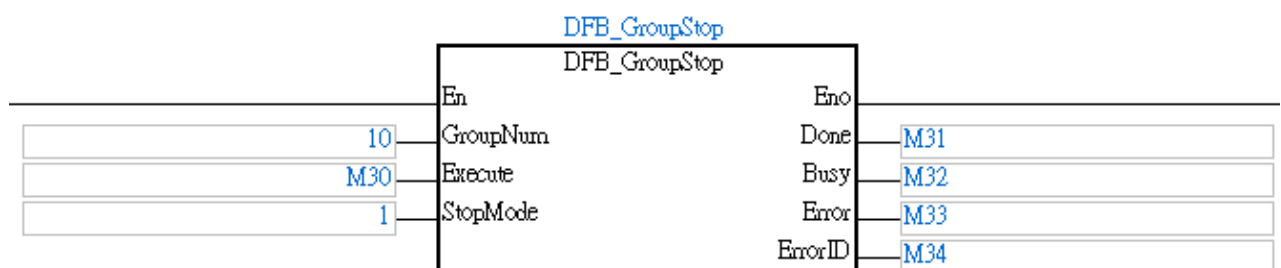 DFB_GroupStop
DFB_GroupStop
En Eno
10 GroupNum Done M31
M30 Execute Busy M32
1 StopMode Error M33
ErrorID M34